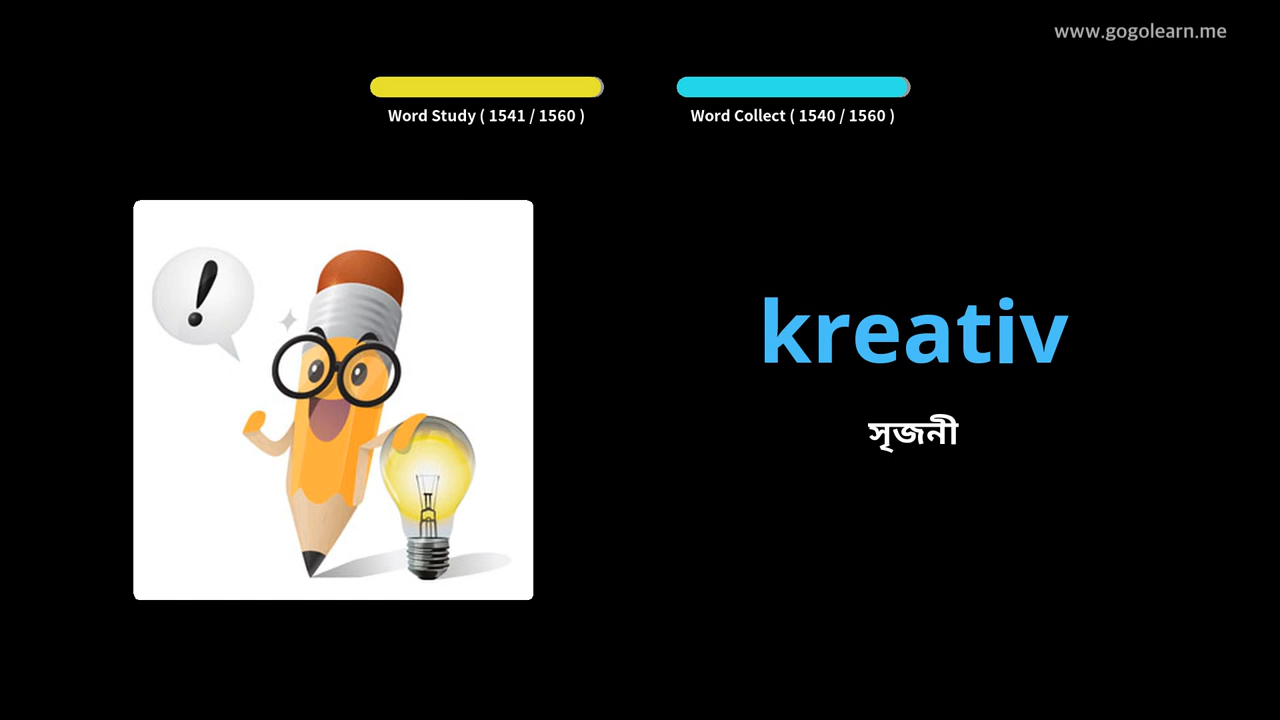 www.gogolearn.me
Word Study ( 1541 / 1560 )
Word Collect ( 1540 / 1560 )
!
kreativ
সৃজনী